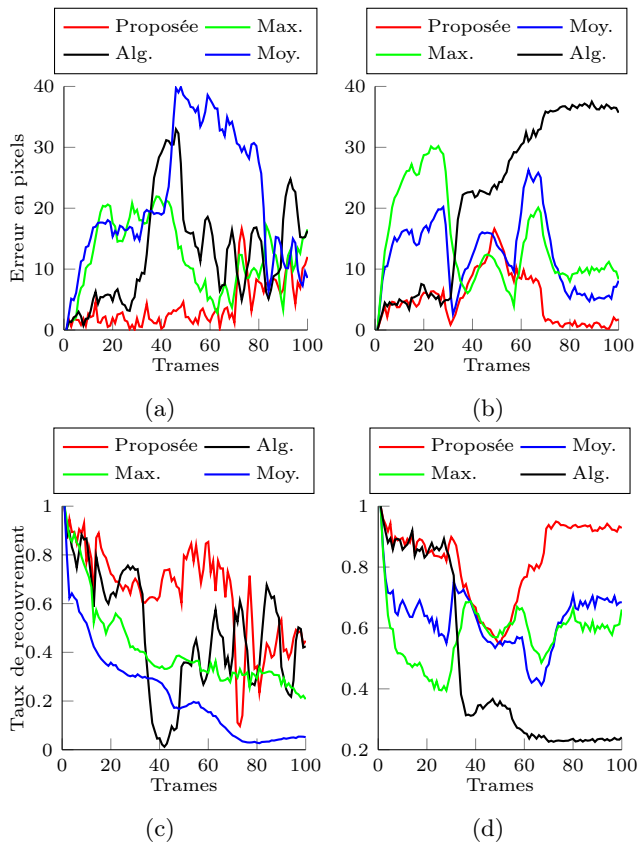 Proposée Max.
Alg. Moy.
Proposée Moy.
Max. Alg.
Erreur en pixels
40
30
20
10
0
0 20 40 60 80 100
Trames
(a)
40
30
20
10
0
0 20 40 60 80 100
Trames
(b)
Proposée Alg.
Max. Moy.
Proposée Moy.
Max. Alg.
Taux de recouvrement
1
0.8
0.6
0.4
0.2
0
0 20 40 60 80 100
Trames
(c)
1
0.8
0.6
0.4
0.2
0 20 40 60 80 100
Trames
(d)